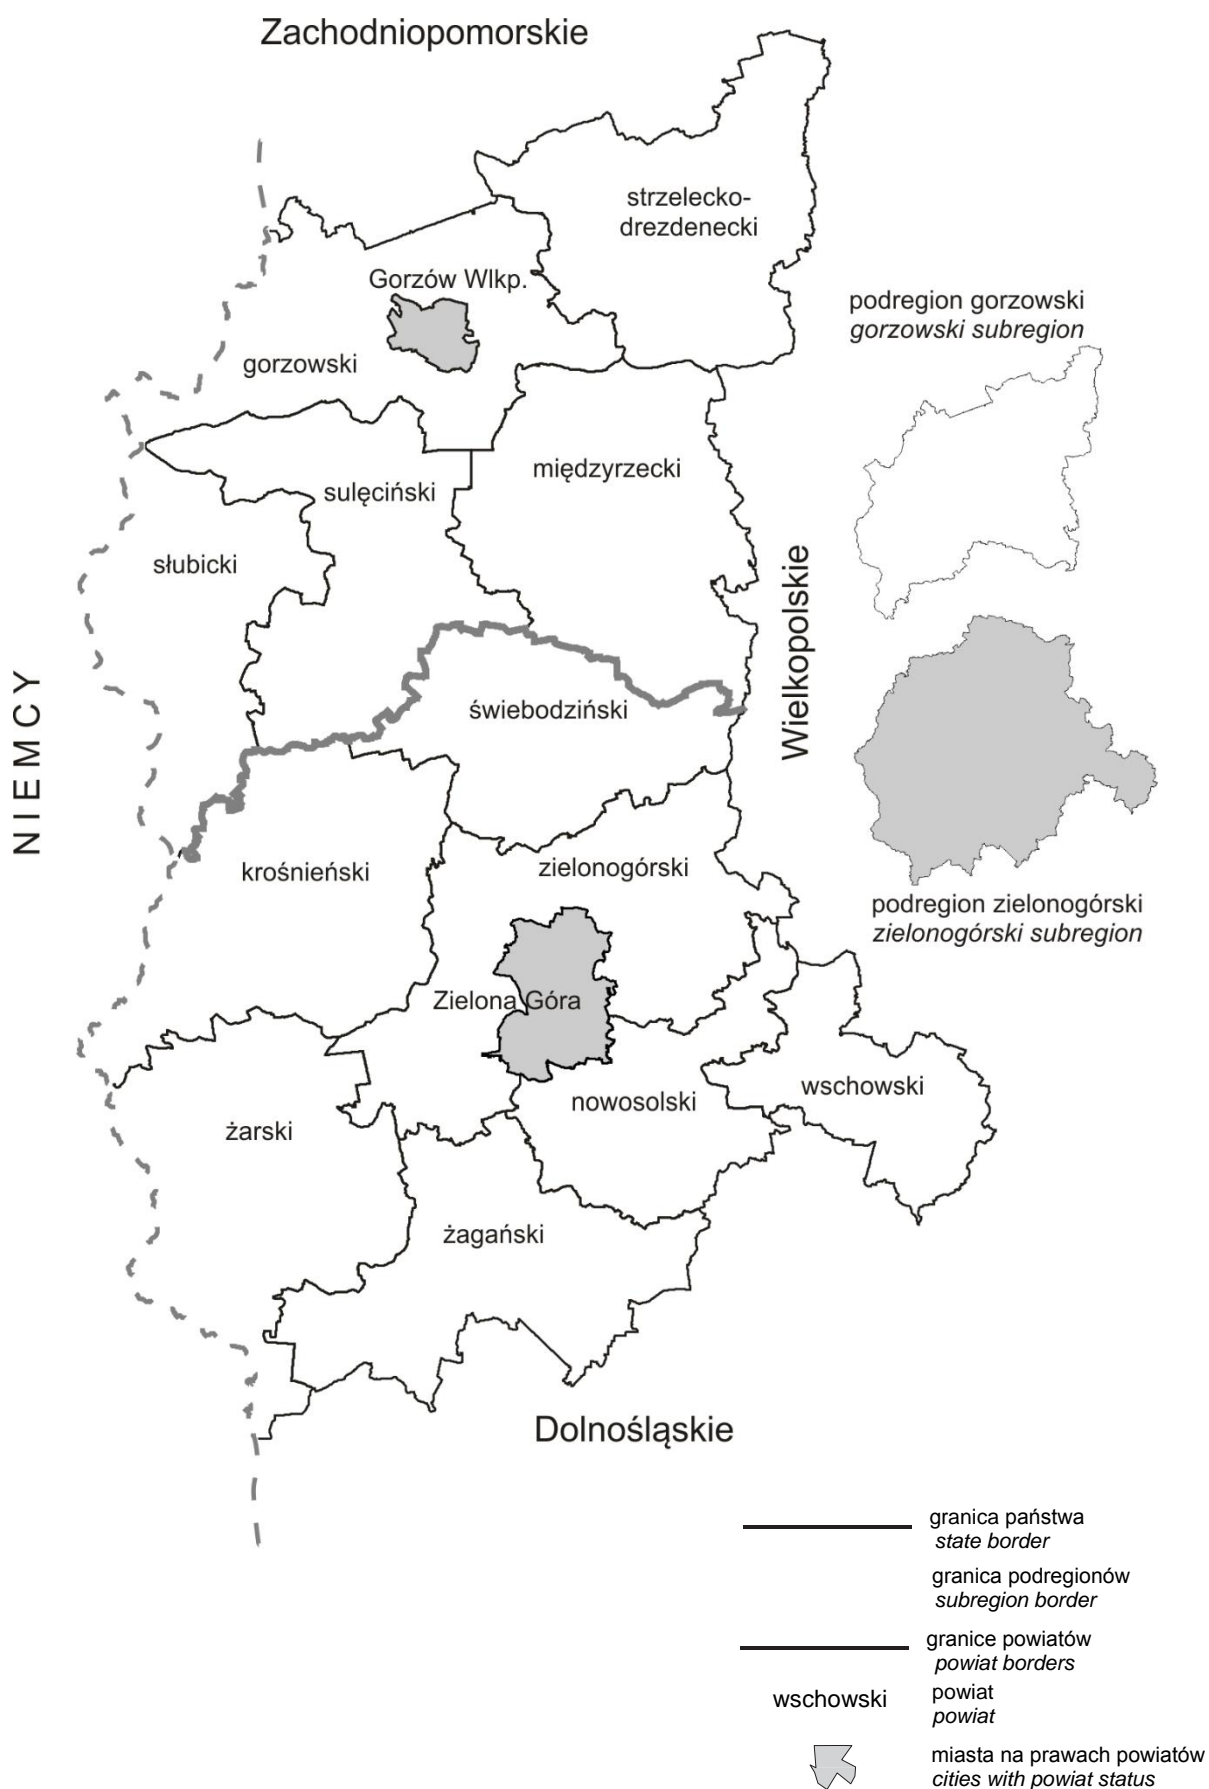 Zachodniopomorskie
strzelecko-
drezdenecki
Gorzów Wlkp.
podregion gorzowski
gorzowski subregion
gorzowski
międzyrzecki
sulęciński
słubicki
Wielkopolskie
NIEMCY
świebodziński
krośnieński
zielonogórski
podregion zielonogórski
zielonogórski subregion
Zielona Góra
wschowski
nowosolski
żarski
żagański
Dolnośląskie
granica państwa
state border
granica podregionów
subregion border
granice powiatów
powiat borders
wschowski
powiat
powiat
miasta na prawach powiatów
cities with powiat status